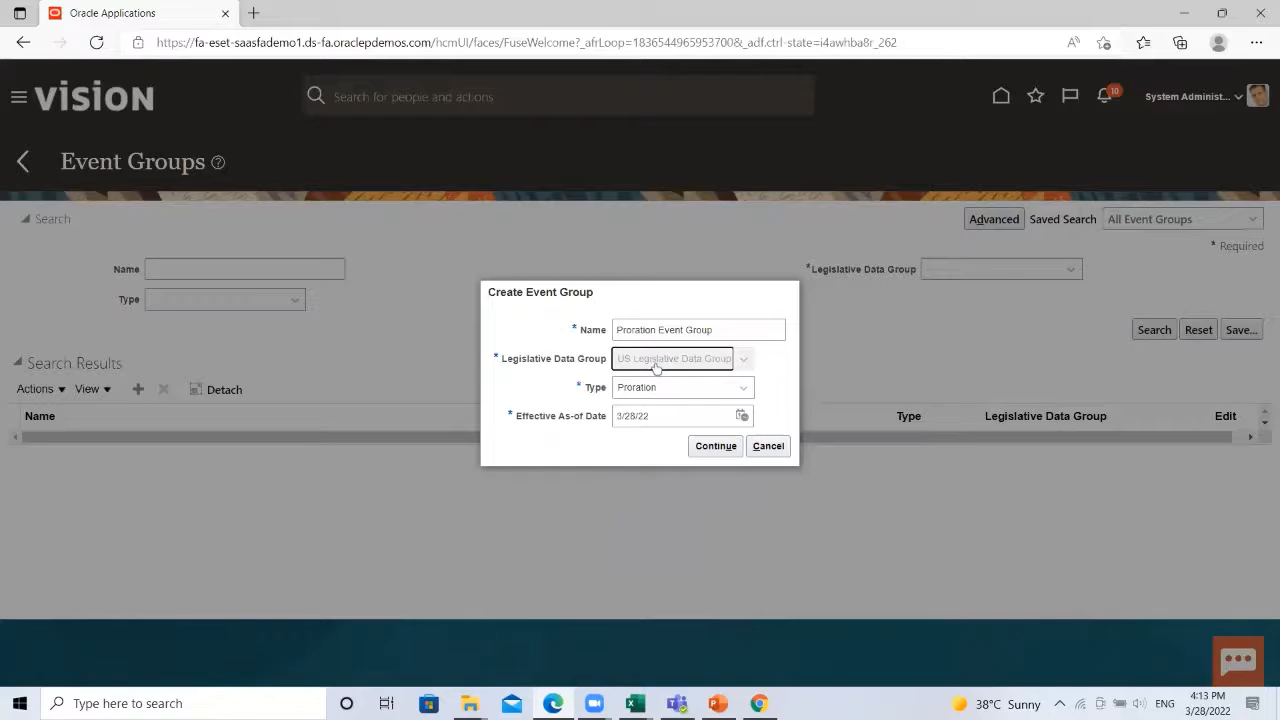 Oracle Applications
https://fa-eset-saasfademo1.ds-fa.oraclepdemos.com/hcmUI/faces/FuseWelcome?_afrLoop=1836544965953700&_adf.ctrl-state=i4awhba8r_262
VISION
Search for people and actions
10
System Administ...
Event Groups
Search
Advanced
Saved Search
All Event Groups
* Required
Name
* Legislative Data Group
Type
Search
Reset
Save...
Search Results
Actions
View
Detach
Name
Type
Legislative Data Group
Edit
Create Event Group
* Name
Proration Event Group
* Legislative Data Group
US Legislative Data Group
* Type
Proration
* Effective As-of Date
3/28/22
Continue
Cancel
Type here to search
38°C Sunny
ENG
4:13 PM
3/28/2022